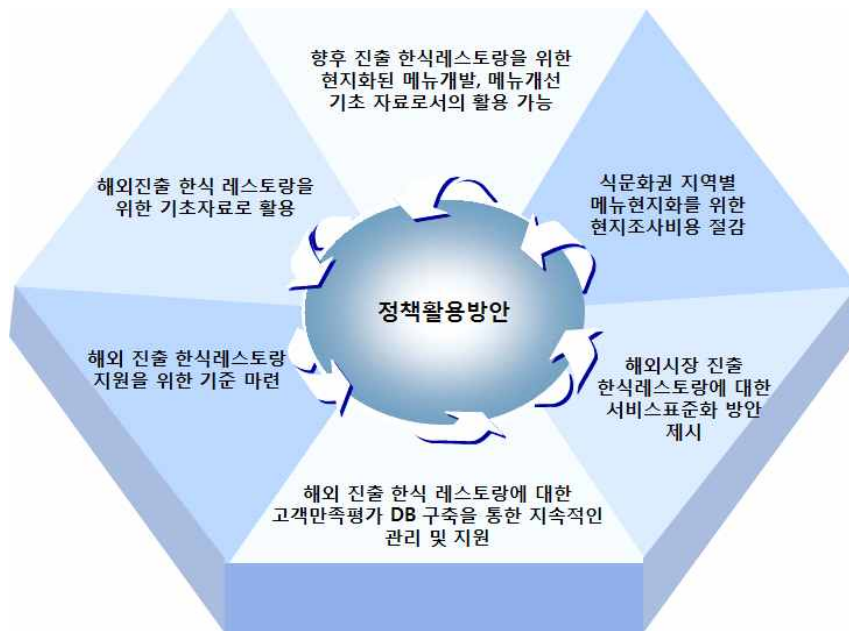 향후 진출 한식레스토랑을 위한
현지화된 메뉴개발, 메뉴개선
기초 자료로서의 활용 가능
해외진출 한식 레스토랑을
위한 기초자료로 활용
식문화권 지역별
메뉴현지화를 위한
현지조사비용 절감
정책활용방안
해외 진출 한식레스토랑
지원을 위한 기준 마련
해외시장 진출
한식레스토랑에 대한
서비스표준화 방안
제시
해외 진출 한식 레스토랑에 대한
고객만족평가 DB 구축을 통한 지속적인
관리 및 지원